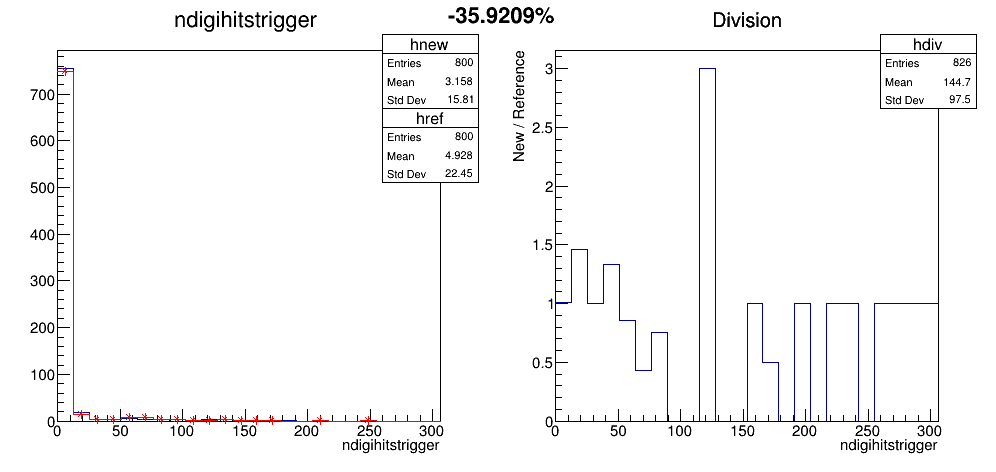 -35.9209%
ndigihitstrigger
hnew
Entries 800
Mean 3.158
Std Dev 15.81
href
Entries 800
Mean 4.928
Std Dev 22.45
700
600
500
400
300
200
100
0
0 50 100 150 200 250 300
ndigihitstrigger
Division
hdiv
Entries 826
Mean 144.7
Std Dev 97.5
New / Reference
3
2.5
2
1.5
1
0.5
0
0 50 100 150 200 250 300
ndigihitstrigger